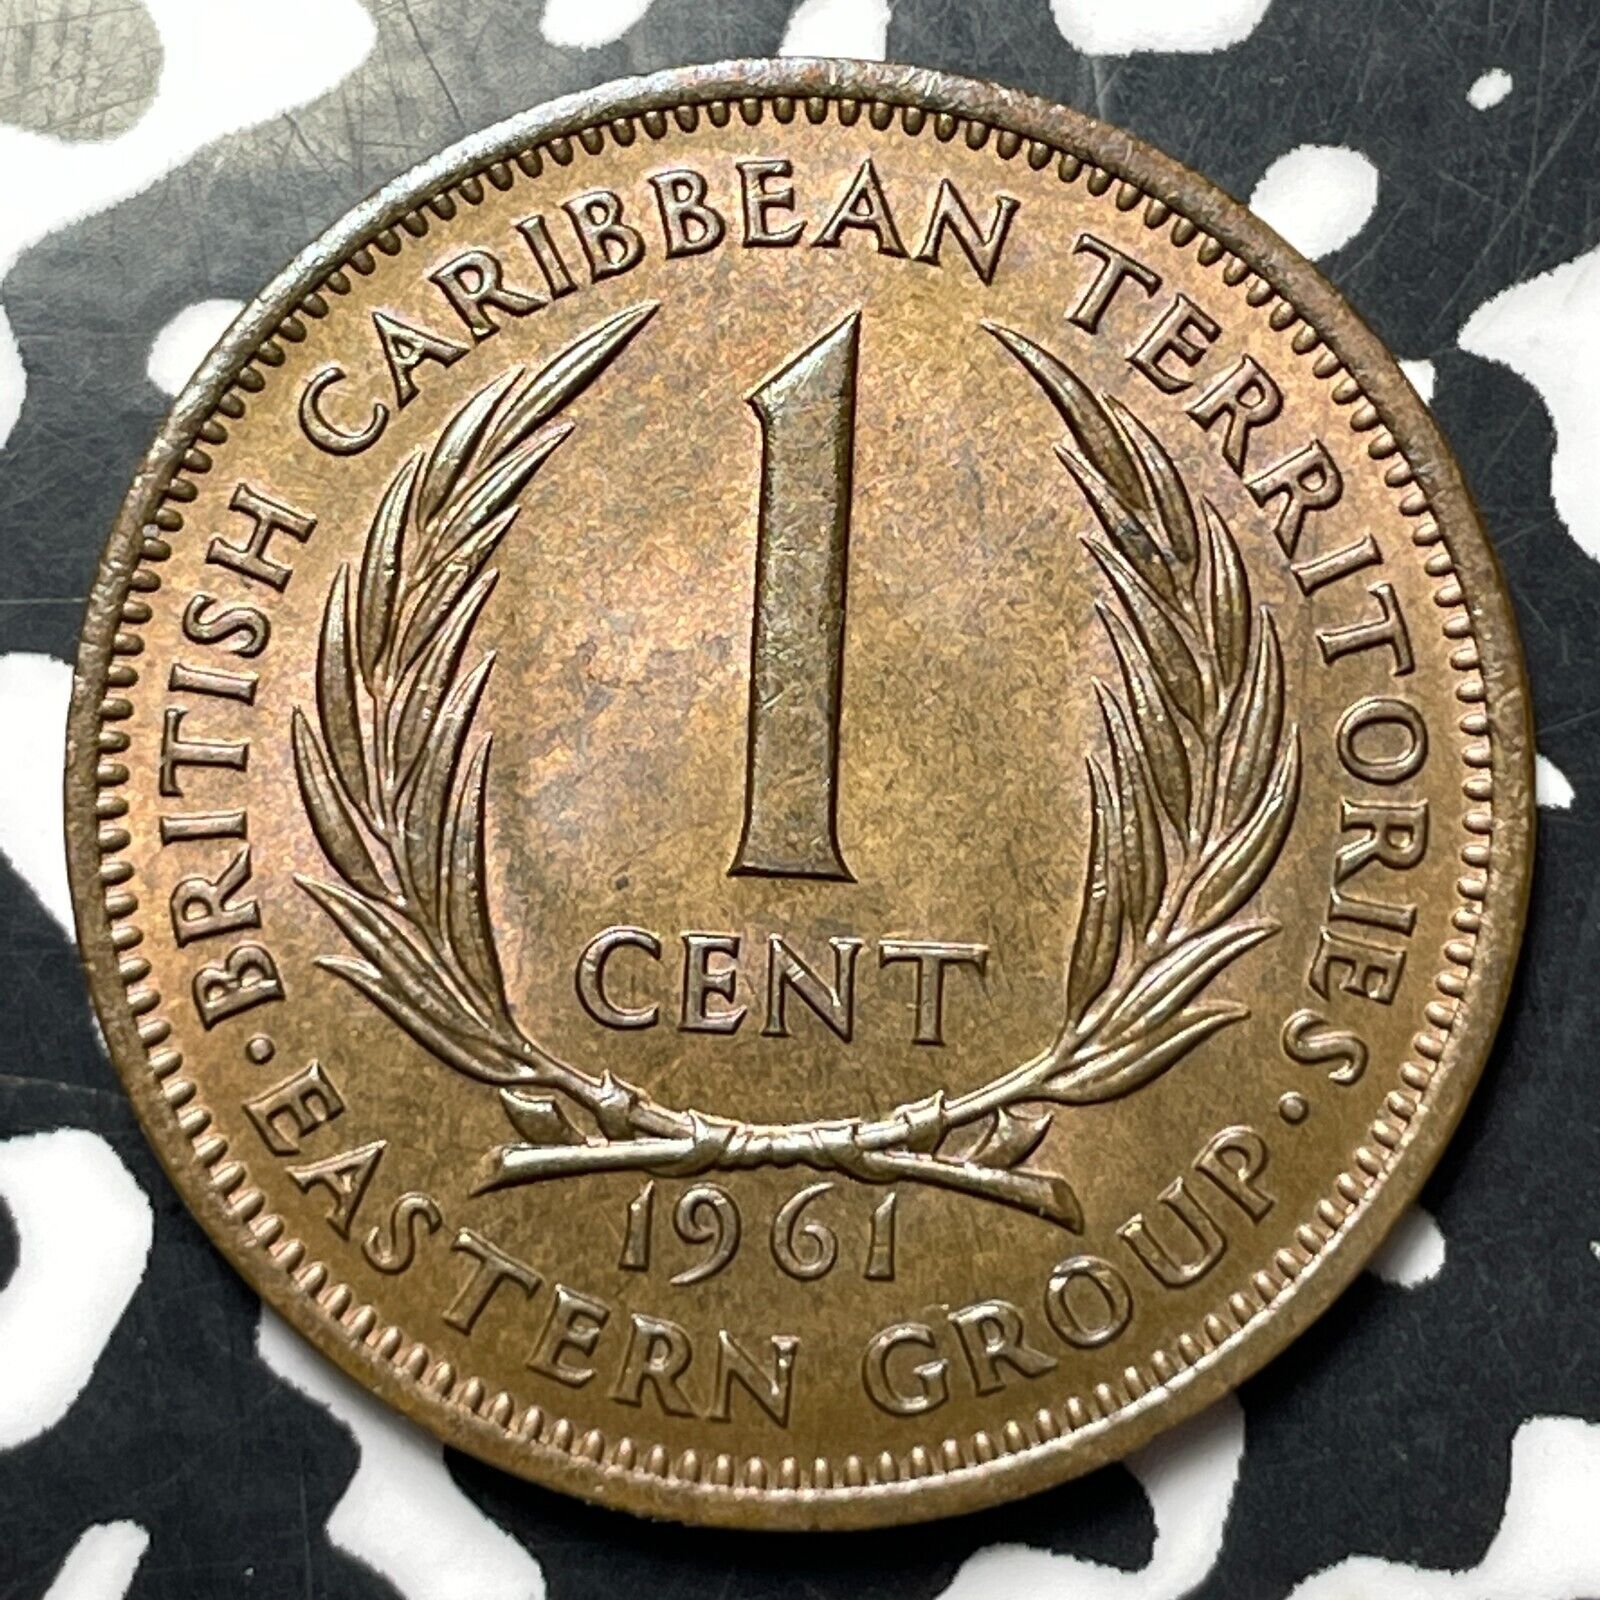 BRITISH CARIBBEAN TERRITORIES
1
CENT
1961
· EASTERN GROUP ·